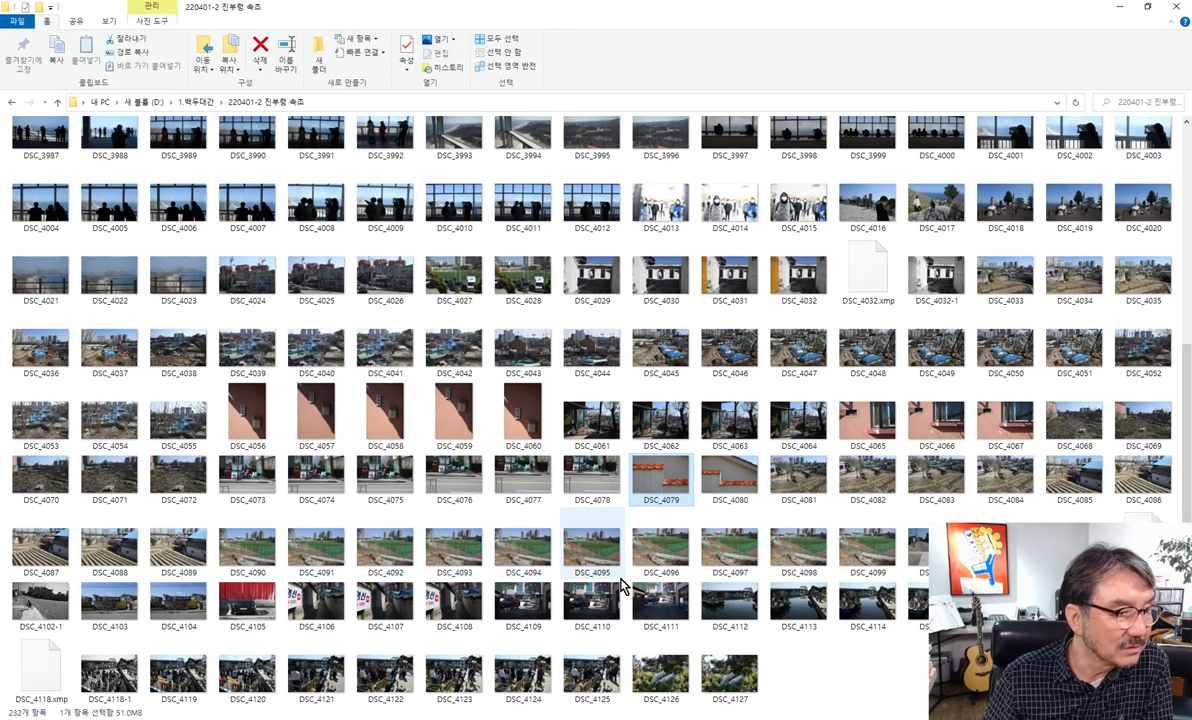 관리
220401-2 진부령 속초
파일 홈 공유 보기 사진 도구
즐겨찾기에 고정
복사
붙여넣기
잘라내기
경로 복사
바로 가기 붙여넣기
클립보드
이동 위치
복사 위치
삭제
이름 바꾸기
구성
새 폴더
새 항목
빠른 연결
새로 만들기
속성
열기
편집
히스토리
열기
모두 선택
선택 안 함
선택 영역 반전
선택
내 PC > 새 볼륨 (D:) > 1.백두대간 > 220401-2 진부령 속초
220401-2 진부령...
DSC_3987 DSC_3988 DSC_3989 DSC_3990 DSC_3991 DSC_3992 DSC_3993 DSC_3994 DSC_3995 DSC_3996 DSC_3997 DSC_3998 DSC_3999 DSC_4000 DSC_4001 DSC_4002 DSC_4003
DSC_4004 DSC_4005 DSC_4006 DSC_4007 DSC_4008 DSC_4009 DSC_4010 DSC_4011 DSC_4012 DSC_4013 DSC_4014 DSC_4015 DSC_4016 DSC_4017 DSC_4018 DSC_4019 DSC_4020
DSC_4021 DSC_4022 DSC_4023 DSC_4024 DSC_4025 DSC_4026 DSC_4027 DSC_4028 DSC_4029 DSC_4030 DSC_4031 DSC_4032 DSC_4032.xmp DSC_4032-1 DSC_4033 DSC_4034 DSC_4035
DSC_4036 DSC_4037 DSC_4038 DSC_4039 DSC_4040 DSC_4041 DSC_4042 DSC_4043 DSC_4044 DSC_4045 DSC_4046 DSC_4047 DSC_4048 DSC_4049 DSC_4050 DSC_4051 DSC_4052
DSC_4053 DSC_4054 DSC_4055 DSC_4056 DSC_4057 DSC_4058 DSC_4059 DSC_4060 DSC_4061 DSC_4062 DSC_4063 DSC_4064 DSC_4065 DSC_4066 DSC_4067 DSC_4068 DSC_4069
DSC_4070 DSC_4071 DSC_4072 DSC_4073 DSC_4074 DSC_4075 DSC_4076 DSC_4077 DSC_4078 DSC_4079 DSC_4080 DSC_4081 DSC_4082 DSC_4083 DSC_4084 DSC_4085 DSC_4086
DSC_4087 DSC_4088 DSC_4089 DSC_4090 DSC_4091 DSC_4092 DSC_4093 DSC_4094 DSC_4095 DSC_4096 DSC_4097 DSC_4098 DSC_4099
DSC_4102-1 DSC_4103 DSC_4104 DSC_4105 DSC_4106 DSC_4107 DSC_4108 DSC_4109 DSC_4110 DSC_4111 DSC_4112 DSC_4113 DSC_4114
DSC_4118.xmp DSC_4118-1 DSC_4119 DSC_4120 DSC_4121 DSC_4122 DSC_4123 DSC_4124 DSC_4125 DSC_4126 DSC_4127
232개 항목 1개 항목 선택함 51.0MB